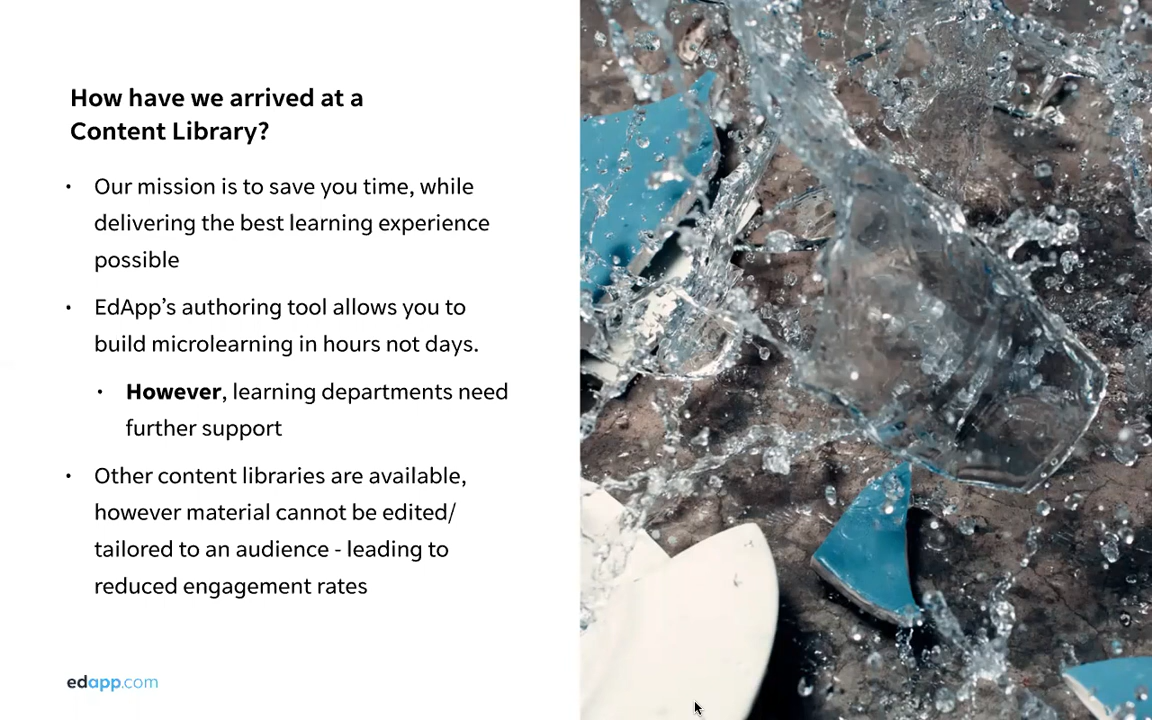 How have we arrived at a
Content Library?
• Our mission is to save you time, while
delivering the best learning experience
possible
• EdApp’s authoring tool allows you to
build microlearning in hours not days.
• However, learning departments need
further support
• Other content libraries are available,
however material cannot be edited/
tailored to an audience - leading to
reduced engagement rates
edapp.com